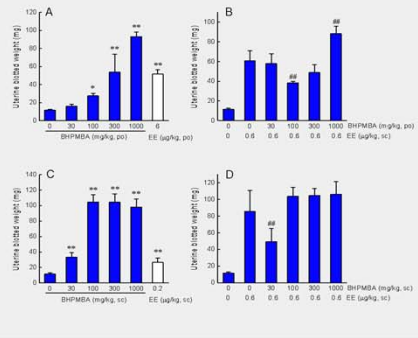 A
Uterine blotted weight (mg)
120
100
80
60
40
20
0
* ** ** **
0 30 100 300 1000 6
BHPMBA (mg/kg, po) EE (μg/kg, po)
B
Uterine blotted weight (mg)
100
80
60
40
20
0
## ##
0 0 30 100 300 1000 BHPMBA (mg/kg, po)
0 0.6 0.6 0.6 0.6 0.6 EE (μg/kg, sc)
C
Uterine blotted weight (mg)
140
120
100
80
60
40
20
0
** ** ** ** **
0 30 100 300 1000 0.2
BHPMBA (mg/kg, sc) EE (μg/kg, sc)
D
Uterine blotted weight (mg)
120
100
80
60
40
20
0
##
0 0 30 100 300 1000 BHPMBA (mg/kg, sc)
0 0.6 0.6 0.6 0.6 0.6 EE (μg/kg, sc)